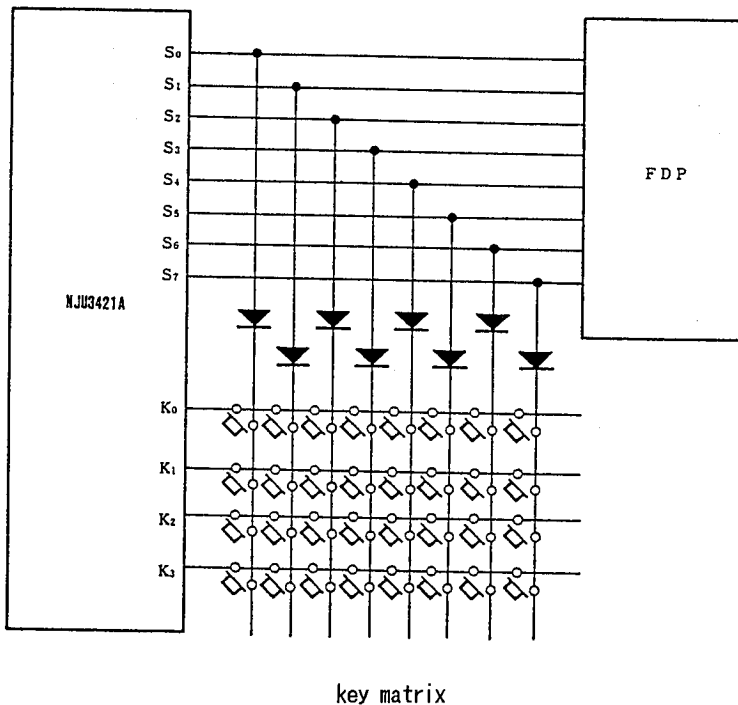 S₀
S₁
S₂
S₃
S₄
S₅
S₆
S₇
FDP
NJU3421A
K₀
K₁
K₂
K₃
key matrix